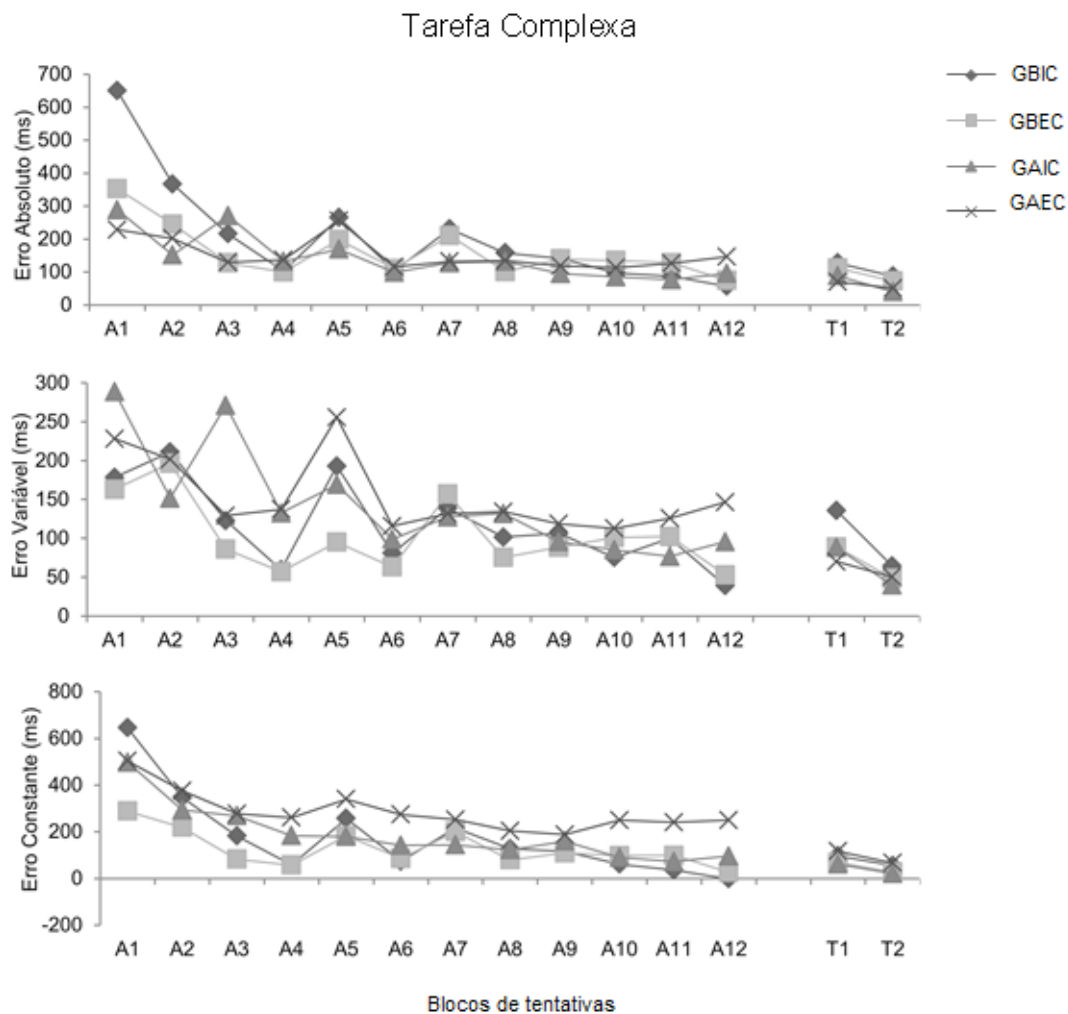 Tarefa Complexa
GBIC
GBEC
GAIC
GAEC
Erro Absoluto (ms)
700
600
500
400
300
200
100
0
A1 A2 A3 A4 A5 A6 A7 A8 A9 A10 A11 A12 T1 T2
Erro Variável (ms)
300
250
200
150
100
50
0
A1 A2 A3 A4 A5 A6 A7 A8 A9 A10 A11 A12 T1 T2
Erro Constante (ms)
800
600
400
200
0
-200
A1 A2 A3 A4 A5 A6 A7 A8 A9 A10 A11 A12 T1 T2
Blocos de tentativas